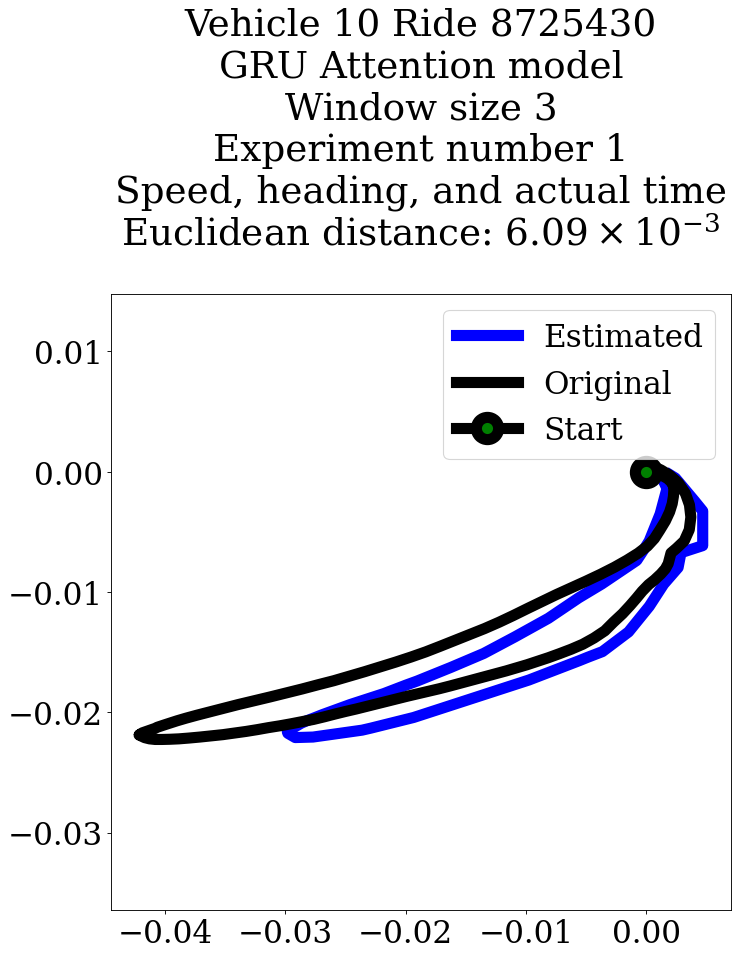 Vehicle 10 Ride 8725430
GRU Attention model
Window size 3
Experiment number 1
Speed, heading, and actual time
Euclidean distance: 6.09 × 10⁻³
Estimated
Original
Start
0.01
0.00
−0.01
−0.02
−0.03
−0.04 −0.03 −0.02 −0.01 0.00